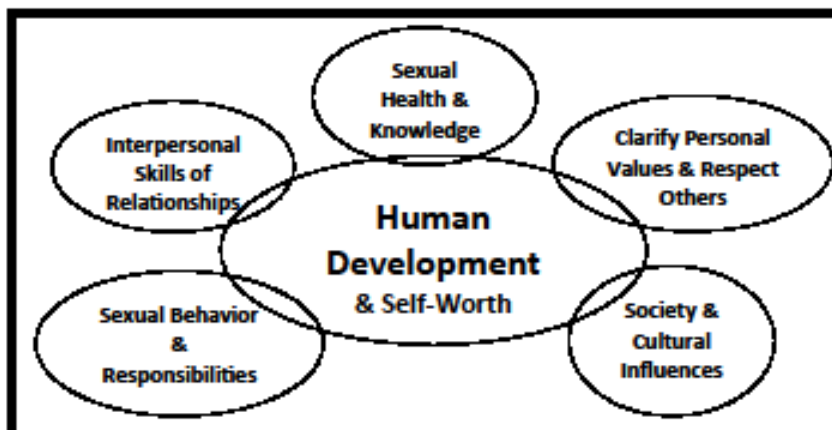 Sexual
Health &
Knowledge
Interpersonal
Skills of
Relationships
Clarify Personal
Values & Respect
Others
Human
Development
& Self-Worth
Sexual Behavior
&
Responsibilities
Society &
Cultural
Influences